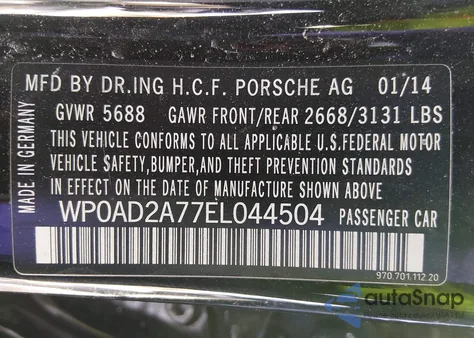 MFD BY DR.ING H.C.F. PORSCHE AG 01/14
GVWR 5688 GAWR FRONT/REAR 2668/3131 LBS
THIS VEHICLE CONFORMS TO ALL APPLICABLE U.S.FEDERAL MOTOR
VEHICLE SAFETY,BUMPER,AND THEFT PREVENTION STANDARDS
IN EFFECT ON THE DATE OF MANUFACTURE SHOWN ABOVE
WP0AD2A77EL044504 PASSENGER CAR
MADE IN GERMANY
970.701.112.20
autoSnap